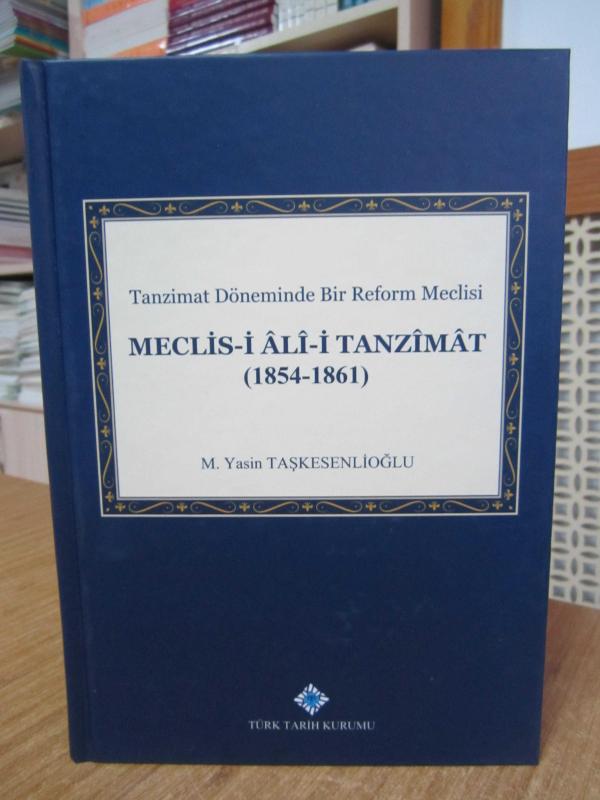 Tanzimat Döneminde Bir Reform Meclisi
MECLİS-İ ÂLÎ-İ TANZÎMÂT
(1854-1861)
M. Yasin TAŞKESENLİOĞLU
TÜRK TARİH KURUMU